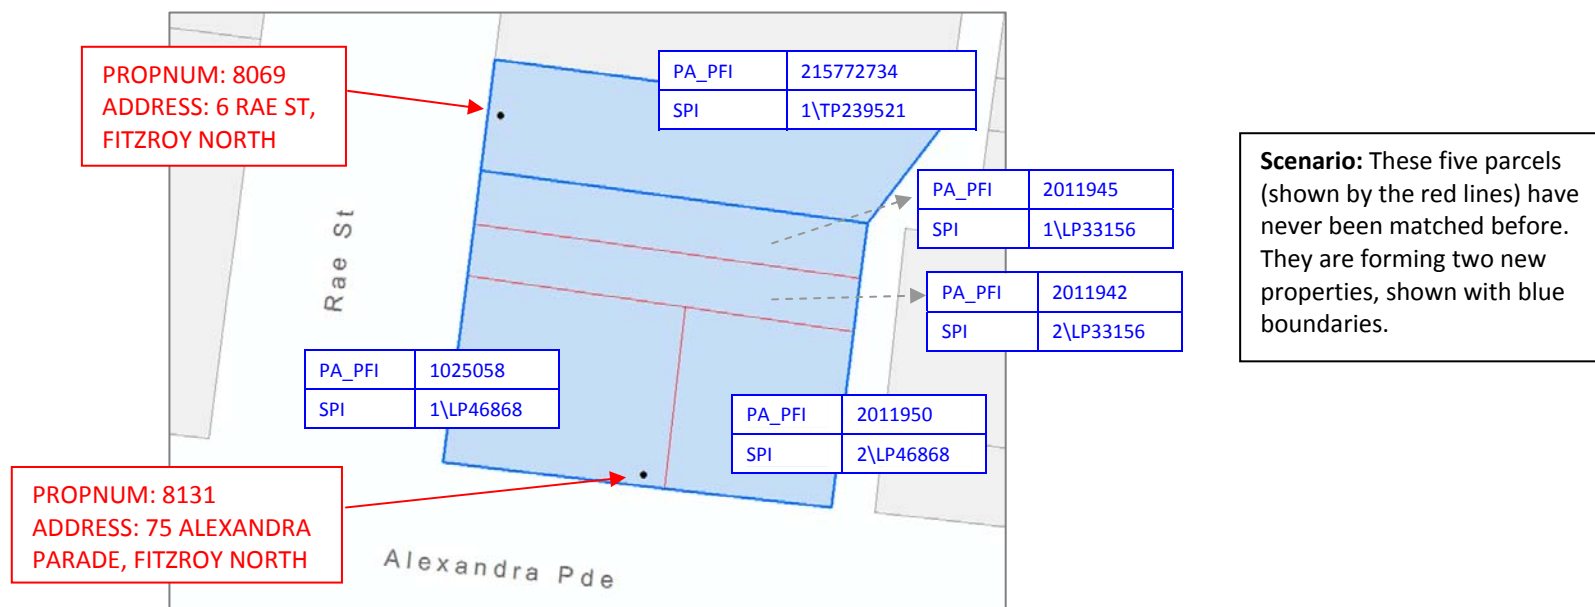 PROPNUM: 8069
ADDRESS: 6 RAE ST,
FITZROY NORTH
PA_PFI 215772734
SPI 1\TP239521
Scenario: These five parcels
(shown by the red lines) have
never been matched before.
They are forming two new
properties, shown with blue
boundaries.
PA_PFI 2011945
SPI 1\LP33156
Rae St
PA_PFI 2011942
SPI 2\LP33156
PA_PFI 1025058
SPI 1\LP46868
PA_PFI 2011950
SPI 2\LP46868
PROPNUM: 8131
ADDRESS: 75 ALEXANDRA
PARADE, FITZROY NORTH
Alexandra Pde